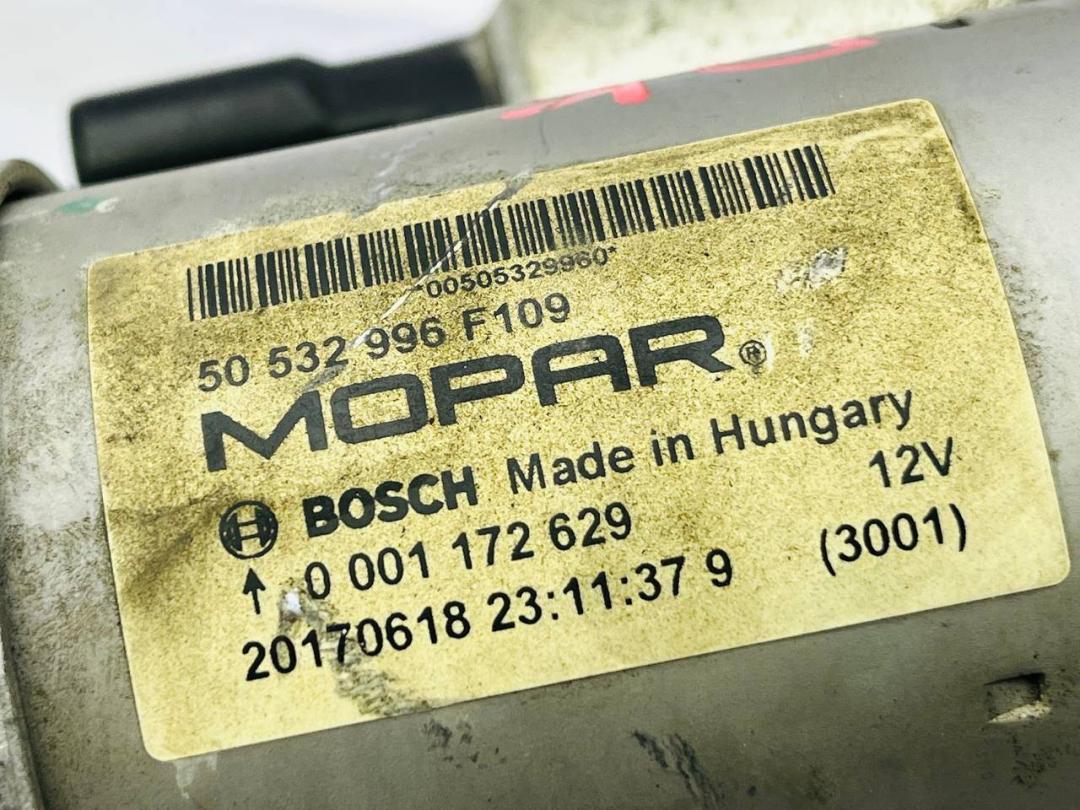 *00505329960*
50 532 996 F109
MOPAR®
BOSCH Made in Hungary
0 001 172 629 12V
20170618 23:11:37 9 (3001)